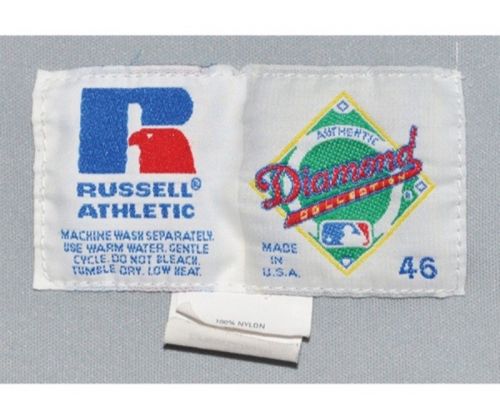 RUSSELL®
ATHLETIC
MACHINE WASH SEPARATELY.
USE WARM WATER. GENTLE
CYCLE. DO NOT BLEACH.
TUMBLE DRY. LOW HEAT.
AUTHENTIC
Diamond
COLLECTION
MADE
IN
U.S.A.
46
100% NYLON